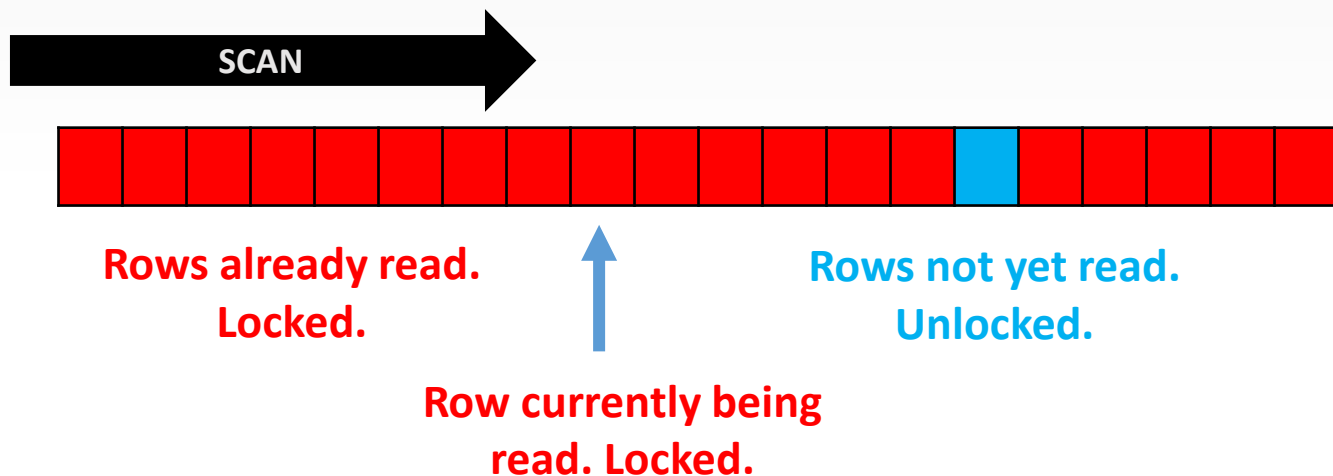 SCAN
Rows already read.
Locked.
Rows not yet read.
Unlocked.
Row currently being
read. Locked.